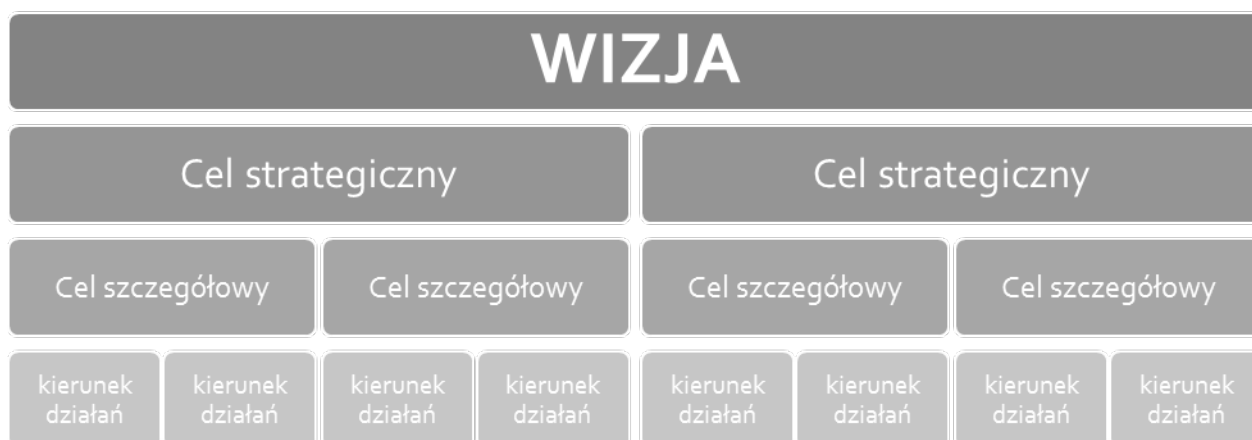 WIZJA
Cel strategiczny Cel strategiczny
Cel szczegółowy Cel szczegółowy Cel szczegółowy Cel szczegółowy
kierunek kierunek kierunek kierunek kierunek kierunek kierunek kierunek
działań działań działań działań działań działań działań działań